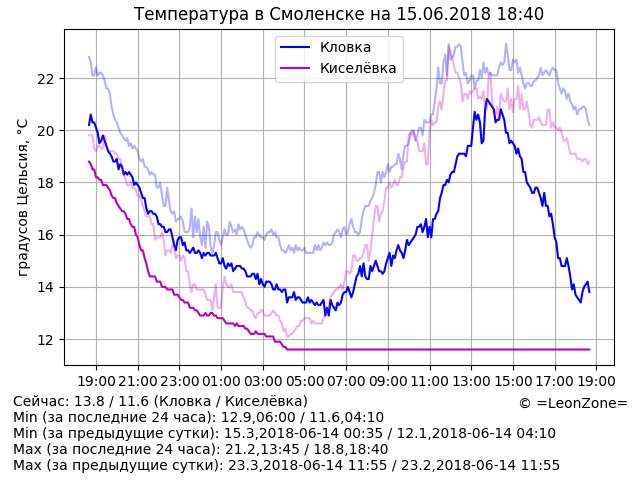 Температура в Смоленске на 15.06.2018 18:40
Кловка
Киселёвка
градусов Цельсия, °C
22
20
18
16
14
12
19:00 21:00 23:00 01:00 03:00 05:00 07:00 09:00 11:00 13:00 15:00 17:00 19:00
Сейчас: 13.8 / 11.6 (Кловка / Киселёвка)
© =LeonZone=
Min (за последние 24 часа): 12.9,06:00 / 11.6,04:10
Min (за предыдущие сутки): 15.3,2018-06-14 00:35 / 12.1,2018-06-14 04:10
Max (за последние 24 часа): 21.2,13:45 / 18.8,18:40
Max (за предыдущие сутки): 23.3,2018-06-14 11:55 / 23.2,2018-06-14 11:55